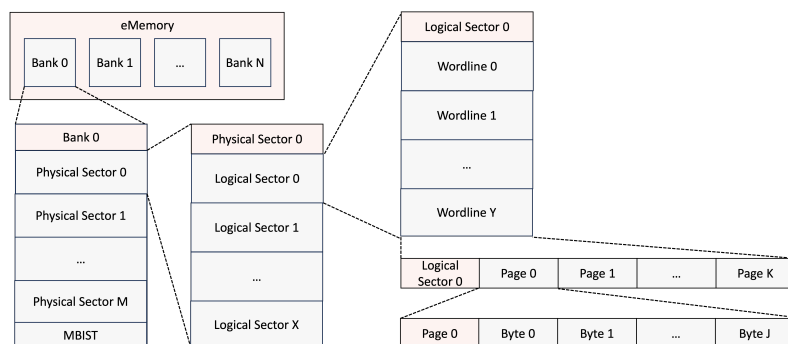 eMemory
Bank 0
Bank 1
...
Bank N
Bank 0
Physical Sector 0
Physical Sector 1
...
Physical Sector M
MBIST
Physical Sector 0
Logical Sector 0
Logical Sector 1
...
Logical Sector X
Logical Sector 0
Wordline 0
Wordline 1
...
Wordline Y
Logical
Sector 0
Page 0
Page 1
...
Page K
Page 0
Byte 0
Byte 1
...
Byte J